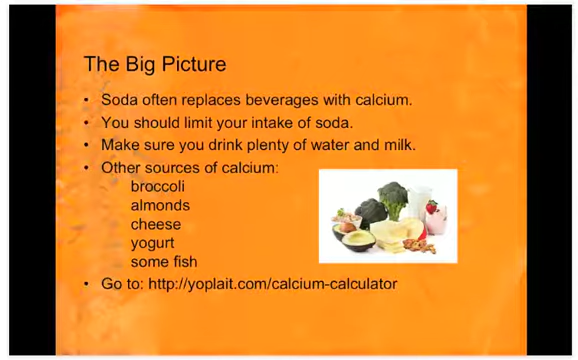 The Big Picture
• Soda often replaces beverages with calcium.
• You should limit your intake of soda.
• Make sure you drink plenty of water and milk.
• Other sources of calcium:
broccoli
almonds
cheese
yogurt
some fish
• Go to: http://yoplait.com/calcium-calculator